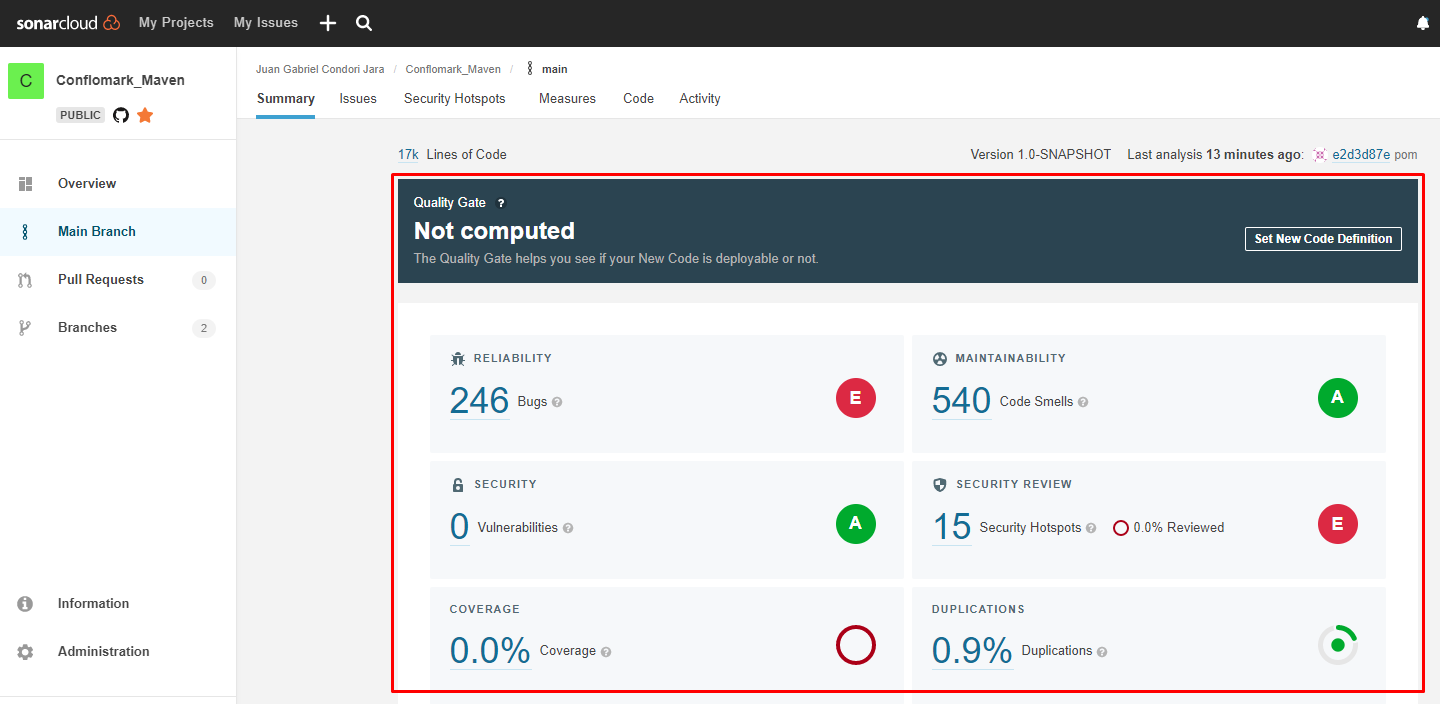 sonarcloud My Projects My Issues
C Conflomark_Maven
PUBLIC
Overview
Main Branch
Pull Requests 0
Branches 2
Information
Administration
Juan Gabriel Condori Jara / Conflomark_Maven / main
Summary Issues Security Hotspots Measures Code Activity
17k Lines of Code Version 1.0-SNAPSHOT Last analysis 13 minutes ago: e2d3d87e pom
Quality Gate ?
Not computed
The Quality Gate helps you see if your New Code is deployable or not.
Set New Code Definition
RELIABILITY
246 Bugs ? E
MAINTAINABILITY
540 Code Smells ? A
SECURITY
0 Vulnerabilities ? A
SECURITY REVIEW
15 Security Hotspots ? 0.0% Reviewed E
COVERAGE
0.0% Coverage ?
DUPLICATIONS
0.9% Duplications ?